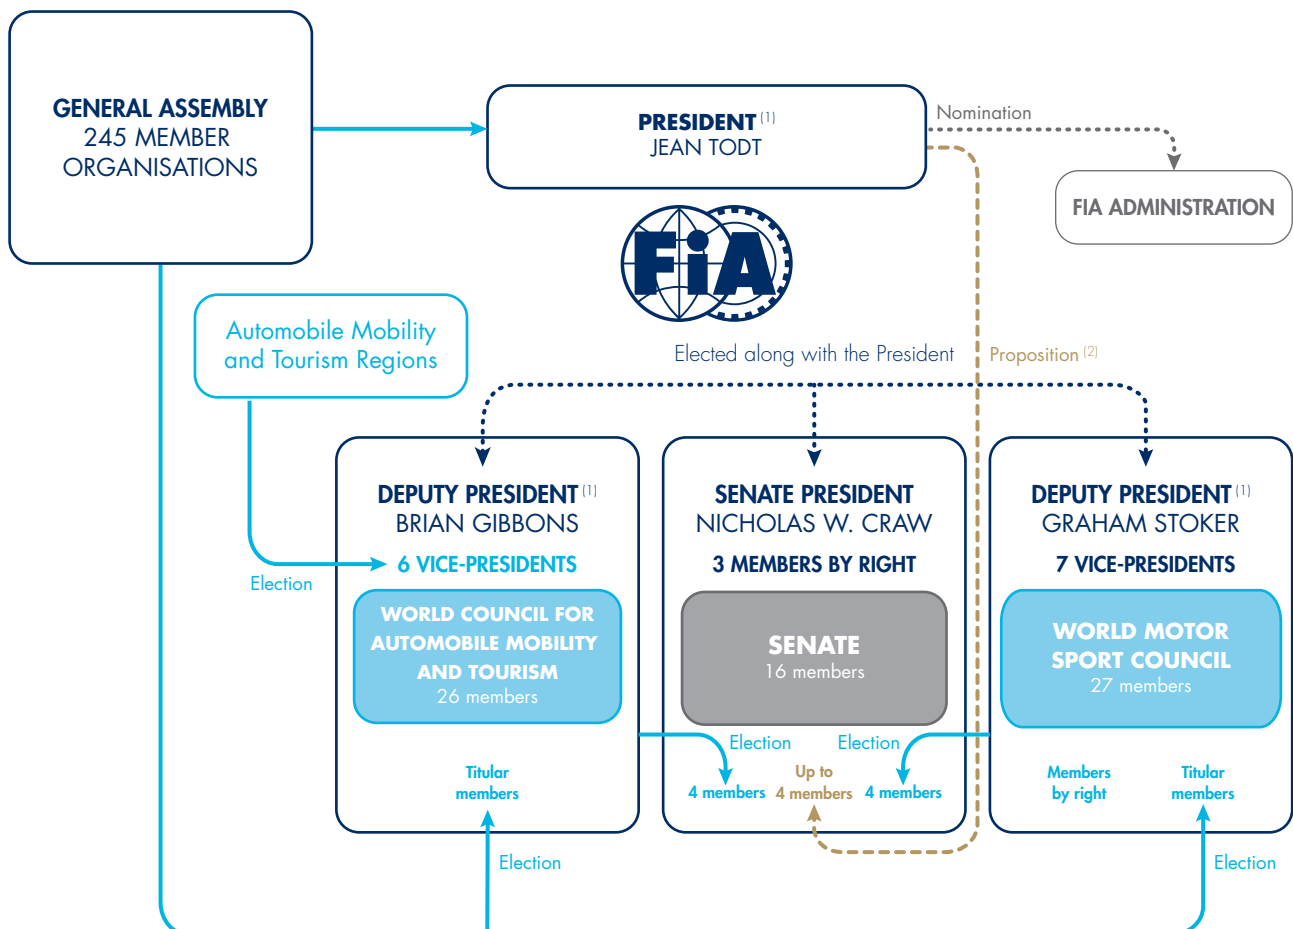 GENERAL ASSEMBLY
245 MEMBER
ORGANISATIONS
PRESIDENT (1)
JEAN TODT
Nomination
FIA ADMINISTRATION
FiA
Automobile Mobility
and Tourism Regions
Elected along with the President
Proposition (2)
DEPUTY PRESIDENT (1)
BRIAN GIBBONS
6 VICE-PRESIDENTS
Election
WORLD COUNCIL FOR
AUTOMOBILE MOBILITY
AND TOURISM
26 members
Titular
members
Election
SENATE PRESIDENT
NICHOLAS W. CRAW
3 MEMBERS BY RIGHT
SENATE
16 members
Election
Election
4 members
Up to
4 members
4 members
DEPUTY PRESIDENT (1)
GRAHAM STOKER
7 VICE-PRESIDENTS
WORLD MOTOR
SPORT COUNCIL
27 members
Members
by right
Titular
members
Election